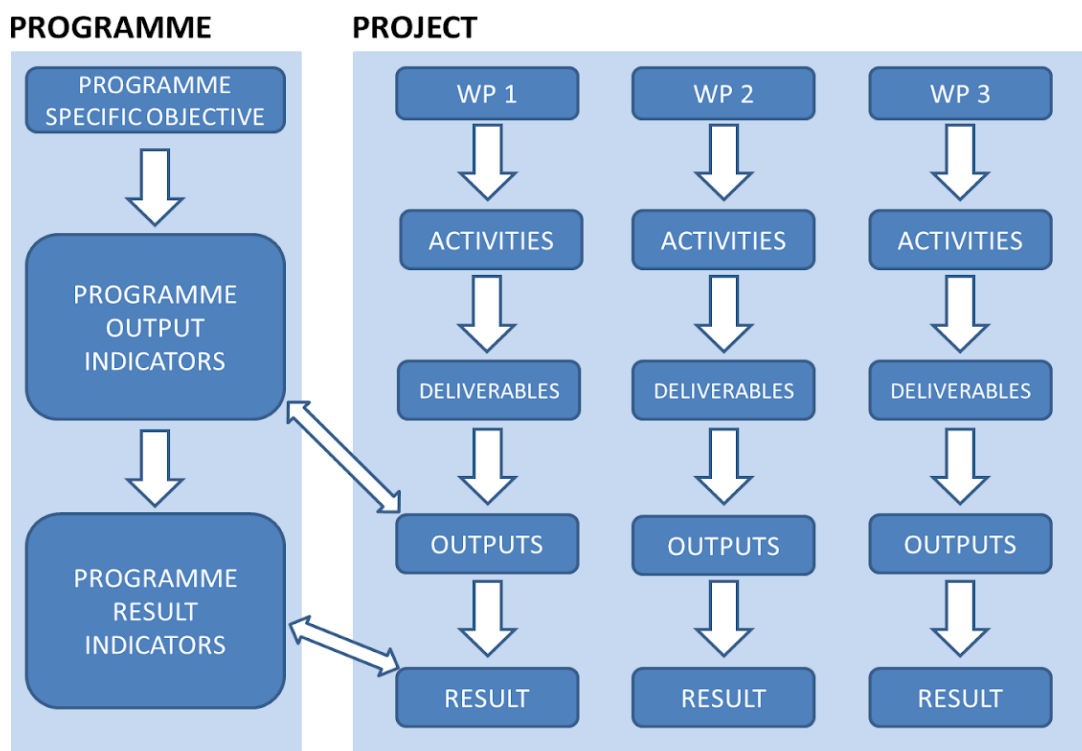 PROGRAMME
PROGRAMME
SPECIFIC OBJECTIVE
PROGRAMME
OUTPUT
INDICATORS
PROGRAMME
RESULT
INDICATORS
PROJECT
WP 1
ACTIVITIES
DELIVERABLES
OUTPUTS
RESULT
WP 2
ACTIVITIES
DELIVERABLES
OUTPUTS
RESULT
WP 3
ACTIVITIES
DELIVERABLES
OUTPUTS
RESULT